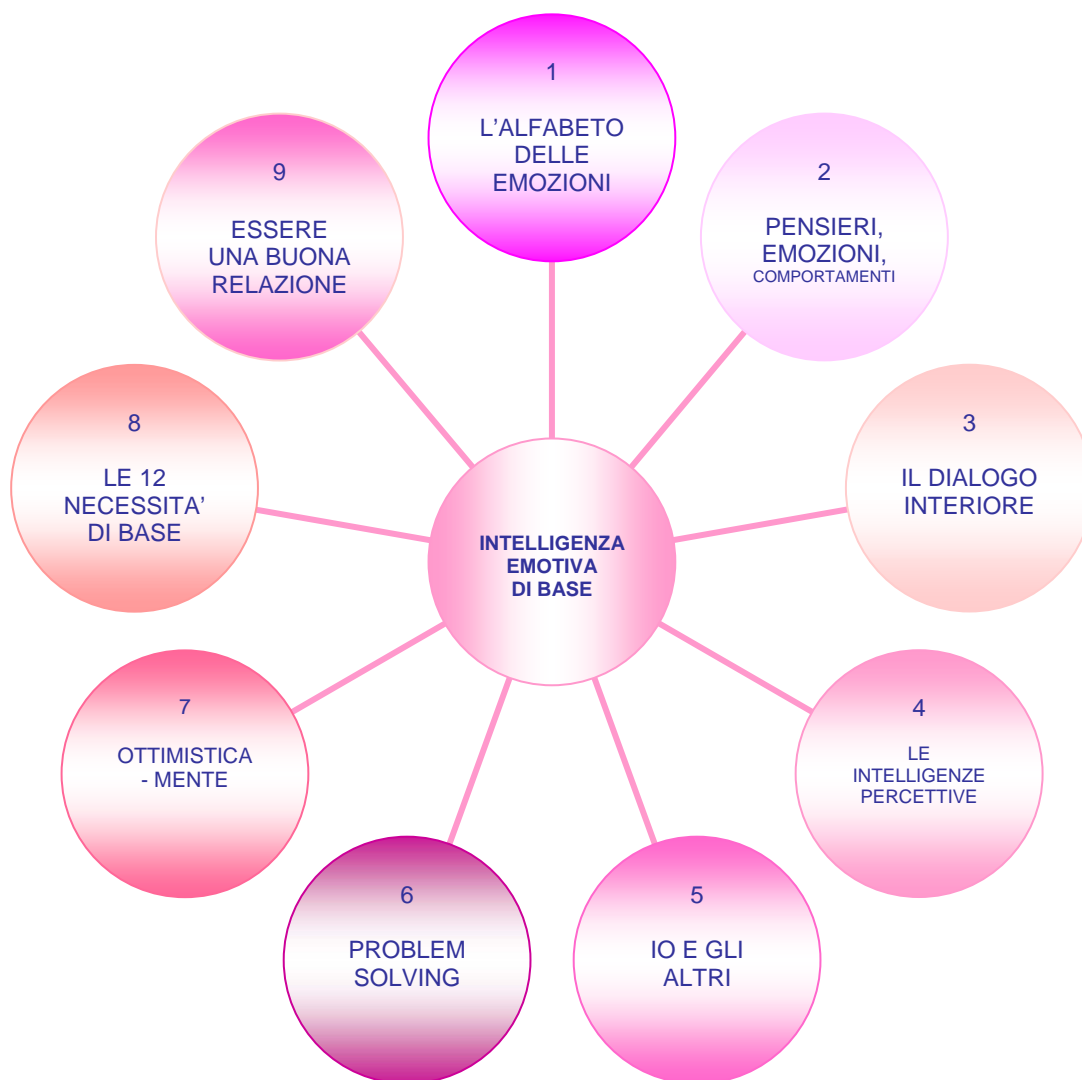 1
L'ALFABETO
DELLE
EMOZIONI
2
PENSIERI,
EMOZIONI,
COMPORTAMENTI
3
IL DIALOGO
INTERIORE
4
LE
INTELLIGENZE
PERCETTIVE
5
IO E GLI
ALTRI
6
PROBLEM
SOLVING
7
OTTIMISTICA
- MENTE
8
LE 12
NECESSITA'
DI BASE
9
ESSERE
UNA BUONA
RELAZIONE
INTELLIGENZA
EMOTIVA
DI BASE